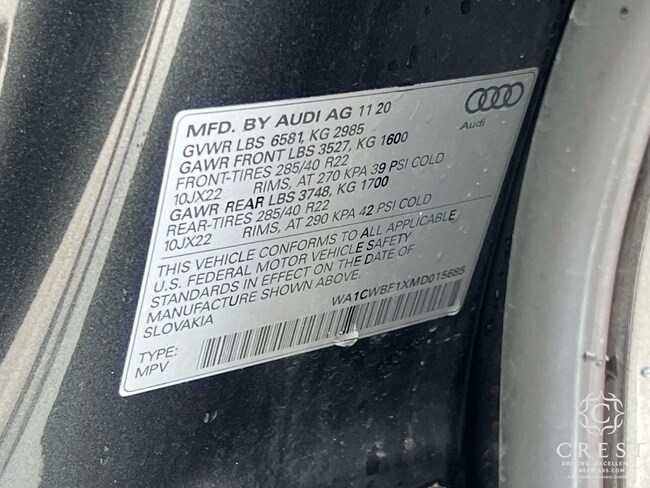 MFD. BY AUDI AG 11 20
GVWR LBS 6581, KG 2985
GAWR FRONT LBS 3527, KG 1600
FRONT-TIRES 285/40 R22
10JX22 RIMS, AT 270 KPA 39 PSI COLD
GAWR REAR LBS 3748, KG 1700
REAR-TIRES 285/40 R22
10JX22 RIMS, AT 290 KPA 42 PSI COLD
THIS VEHICLE CONFORMS TO ALL APPLICABLE
U.S. FEDERAL MOTOR VEHICLE SAFETY
STANDARDS IN EFFECT ON THE DATE OF
MANUFACTURE SHOWN ABOVE.
SLOVAKIA
WA1CWBF1XMD015685
TYPE:
MPV
Audi
C
CREST